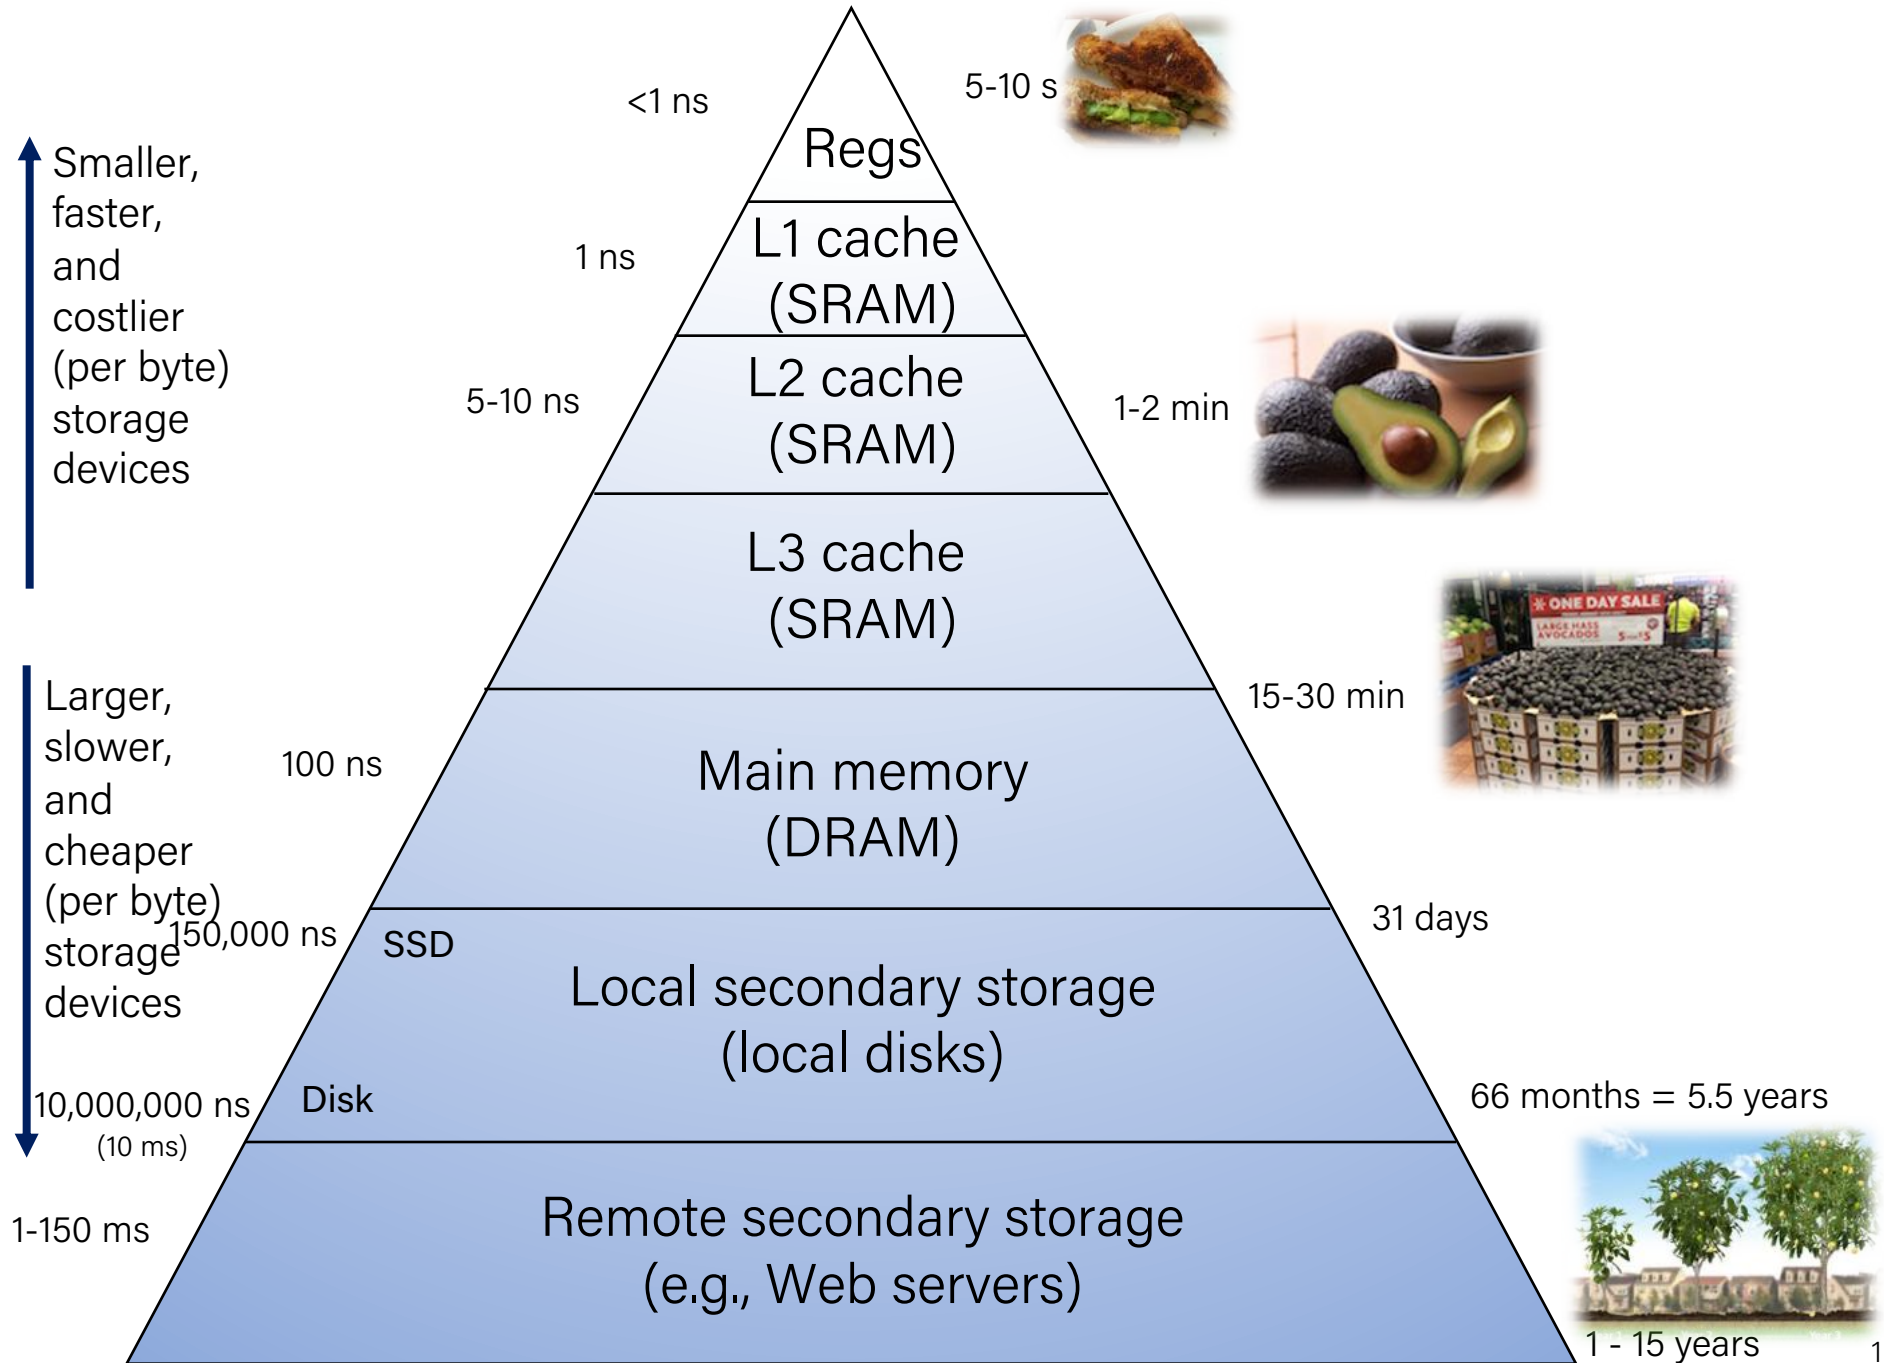 <1 ns
5-10 s
Regs
Smaller,
faster,
and
costlier
(per byte)
storage
devices
1 ns
L1 cache
(SRAM)
5-10 ns
L2 cache
(SRAM)
1-2 min
L3 cache
(SRAM)
ONE DAY SALE
LARGE HASS
AVOCADOS
Larger,
slower,
and
cheaper
(per byte)
storage
devices
15-30 min
100 ns
Main memory
(DRAM)
150,000 ns
SSD
31 days
Local secondary storage
(local disks)
10,000,000 ns
(10 ms)
Disk
66 months = 5.5 years
1-150 ms
Remote secondary storage
(e.g., Web servers)
1 - 15 years
1